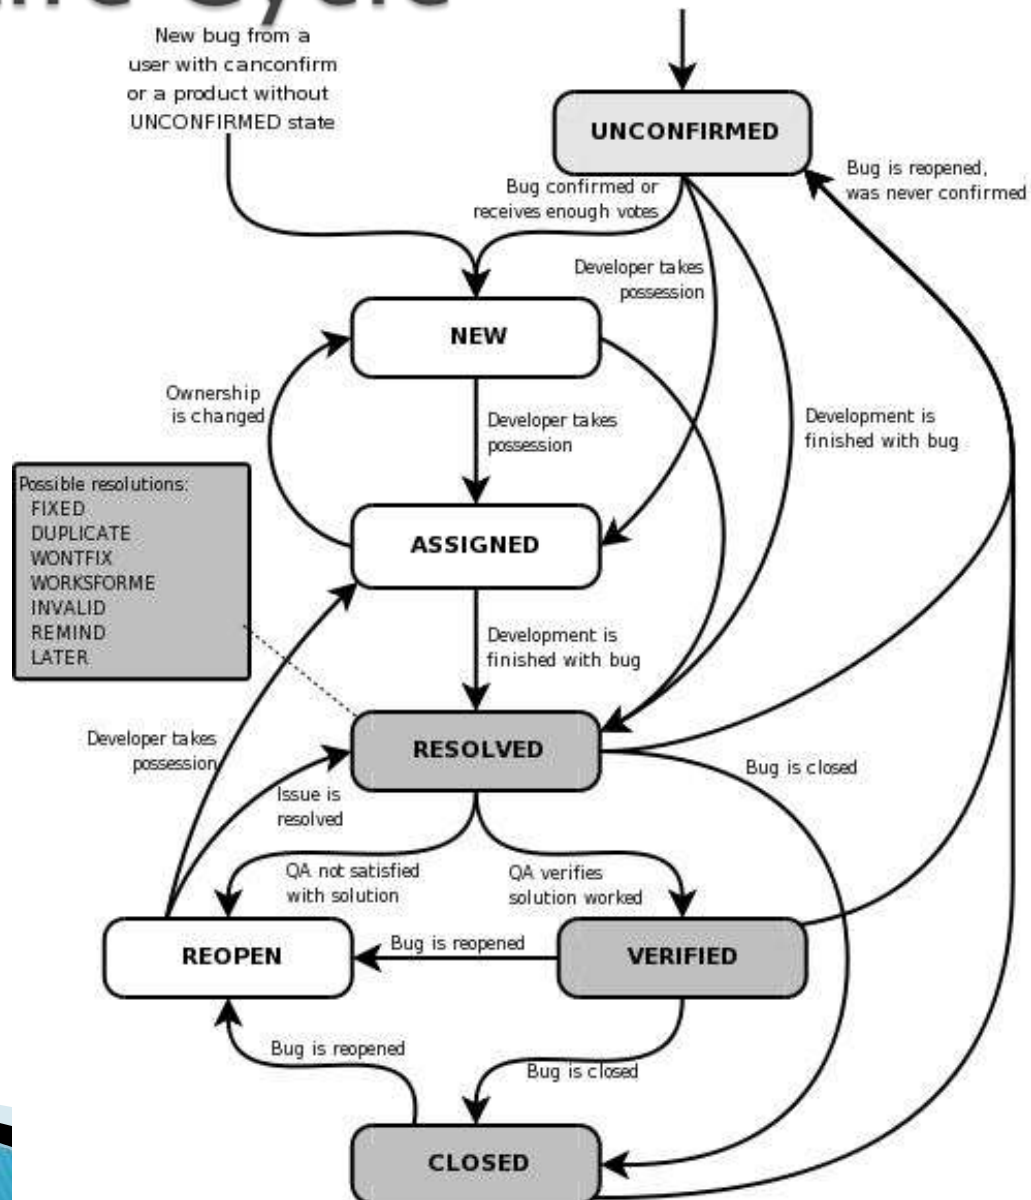 New bug from a
user with canconfirm
or a product without
UNCONFIRMED state
UNCONFIRMED
Bug is reopened,
was never confirmed
Bug confirmed or
receives enough votes
Developer takes
possession
NEW
Ownership
is changed
Developer takes
possession
Development is
finished with bug
Possible resolutions:
FIXED
DUPLICATE
WONTFIX
WORKSFORME
INVALID
REMIND
LATER
ASSIGNED
Development is
finished with bug
Developer takes
possession
RESOLVED
Bug is closed
Issue is
resolved
QA not satisfied
with solution
QA verifies
solution worked
REOPEN
Bug is reopened
VERIFIED
Bug is reopened
Bug is closed
CLOSED